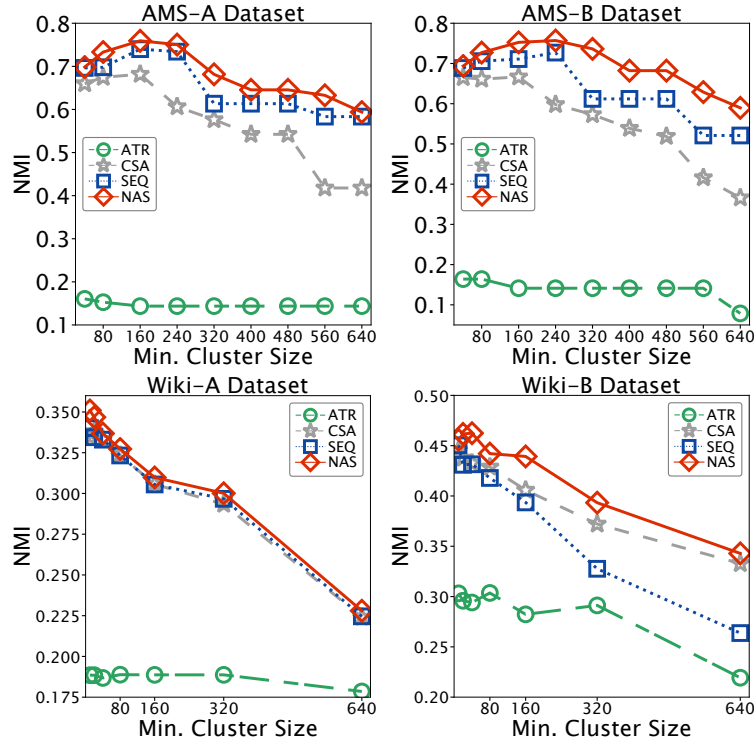 AMS-A Dataset
0.8
0.7
0.6
0.5
0.4
0.3
0.2
0.1
NMI
ATR
CSA
SEQ
NAS
80 160 240 320 400 480 560 640
Min. Cluster Size
AMS-B Dataset
0.8
0.7
0.6
0.5
0.4
0.3
0.2
0.1
NMI
ATR
CSA
SEQ
NAS
80 160 240 320 400 480 560 640
Min. Cluster Size
Wiki-A Dataset
0.350
0.325
0.300
0.275
0.250
0.225
0.200
0.175
NMI
ATR
CSA
SEQ
NAS
80 160 320 640
Min. Cluster Size
Wiki-B Dataset
0.50
0.45
0.40
0.35
0.30
0.25
0.20
NMI
ATR
CSA
SEQ
NAS
80 160 320 640
Min. Cluster Size